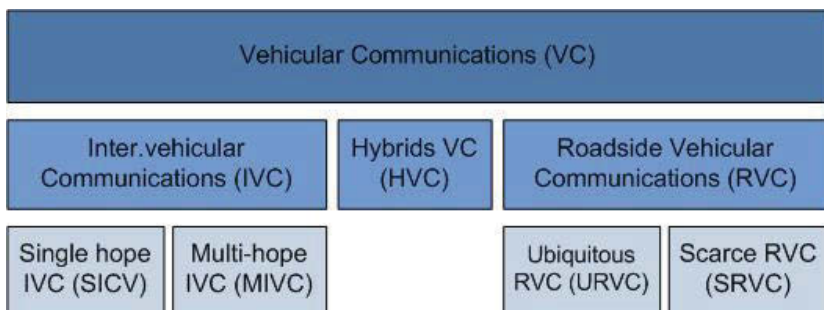 Vehicular Communications (VC)
Inter.vehicular
Communications (IVC)
Hybrids VC
(HVC)
Roadside Vehicular
Communications (RVC)
Single hope
IVC (SICV)
Multi-hope
IVC (MIVC)
Ubiquitous
RVC (URVC)
Scarce RVC
(SRVC)